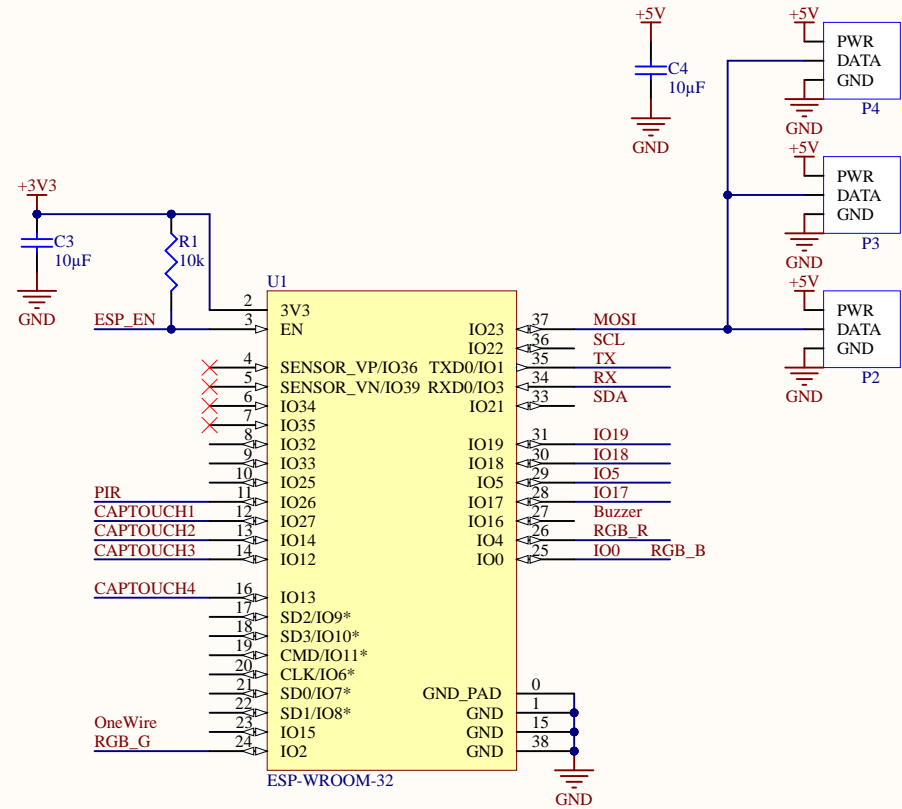 +5V
C4
10µF
GND
+5V
PWR
DATA
GND
GND
P4
+5V
PWR
DATA
GND
GND
P3
+5V
PWR
DATA
GND
GND
P2
+3V3
C3
10µF
GND
R1
10k
ESP_EN
U1
2 3V3
3 EN
4 SENSOR_VP/IO36
5 SENSOR_VN/IO39
6 IO34
7 IO35
8 IO32
9 IO33
10 IO25
PIR 11 IO26
CAPTOUCH1 12 IO27
CAPTOUCH2 13 IO14
CAPTOUCH3 14 IO12
CAPTOUCH4 16 IO13
17 SD2/IO9*
18 SD3/IO10*
19 CMD/IO11*
20 CLK/IO6*
21 SD0/IO7*
22 SD1/IO8*
OneWire 23 IO15
RGB_G 24 IO2
IO23 37 MOSI
IO22 36 SCL
TXD0/IO1 35 TX
RXD0/IO3 34 RX
IO21 33 SDA
IO19 31 IO19
IO18 30 IO18
IO5 29 IO5
IO17 28 IO17
IO16 27 Buzzer
IO4 26 RGB_R
IO0 25 IO0 RGB_B
GND_PAD 0
GND 1
GND 15
GND 38
GND
ESP-WROOM-32